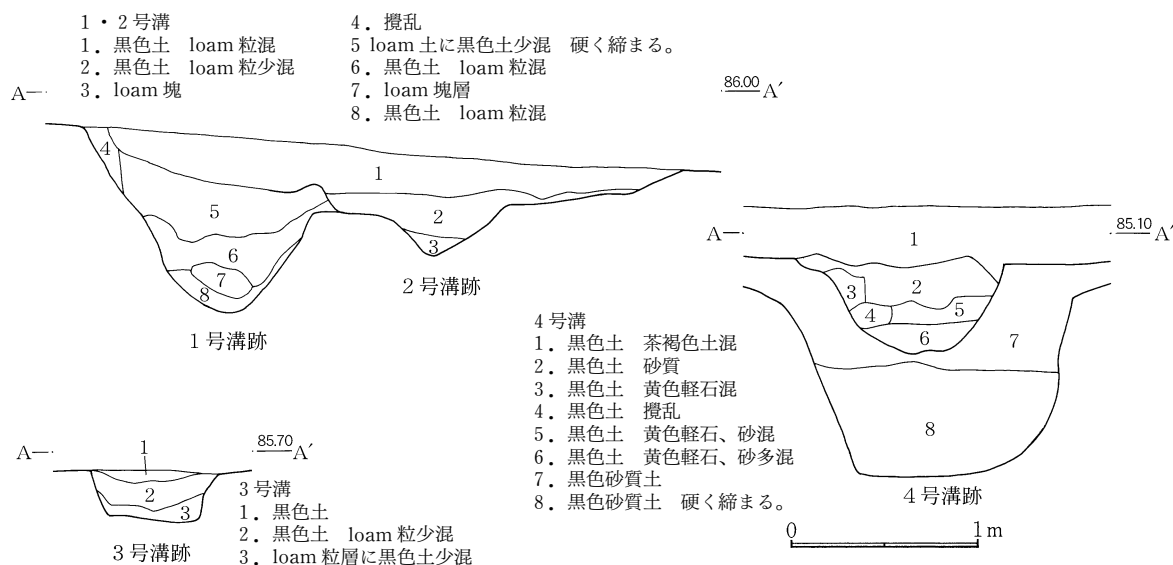 1・2号溝
1．黒色土　loam 粒混
2．黒色土　loam 粒少混
3．loam 塊
4．攪乱
5 loam 土に黒色土少混　硬く締まる。
6．黒色土　loam 粒混
7．loam 塊層
8．黒色土　loam 粒混
A
86.00 A′
4
1
5
2
6
3
7
8
2号溝跡
1号溝跡
A
85.10 A′
1
2
3
4
5
6
7
8
4号溝跡
4号溝
1．黒色土　茶褐色土混
2．黒色土　砂質
3．黒色土　黄色軽石混
4．黒色土　攪乱
5．黒色土　黄色軽石、砂混
6．黒色土　黄色軽石、砂多混
7．黒色砂質土
8．黒色砂質土　硬く締まる。
A
1
85.70 A′
2
3
3号溝跡
3号溝
1．黒色土
2．黒色土　loam 粒少混
3．loam 粒層に黒色土少混
0
1m